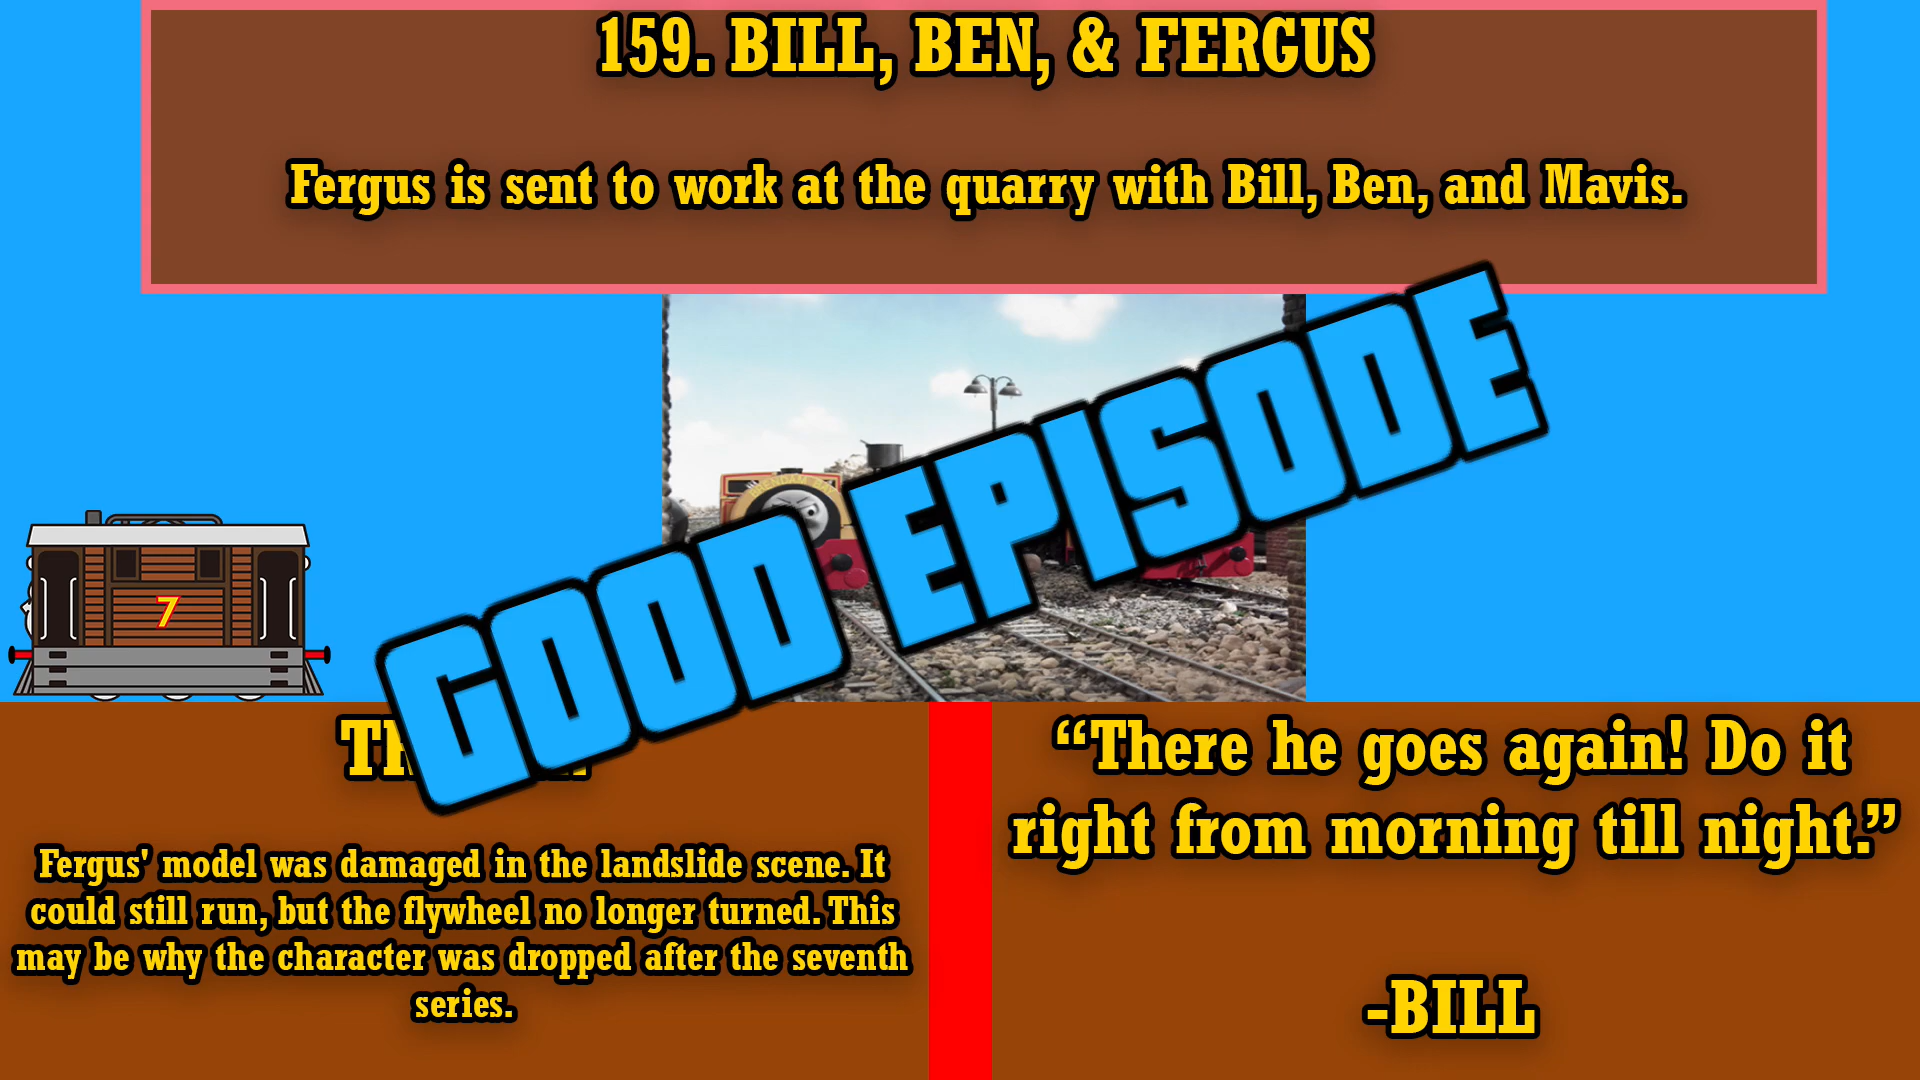 159. BILL, BEN, & FERGUS
Fergus is sent to work at the quarry with Bill, Ben, and Mavis.
BRENDAM BAY
GOOD EPISODE
7
“There he goes again! Do it
right from morning till night.”
-BILL
Fergus' model was damaged in the landslide scene. It
could still run, but the flywheel no longer turned. This
may be why the character was dropped after the seventh
series.